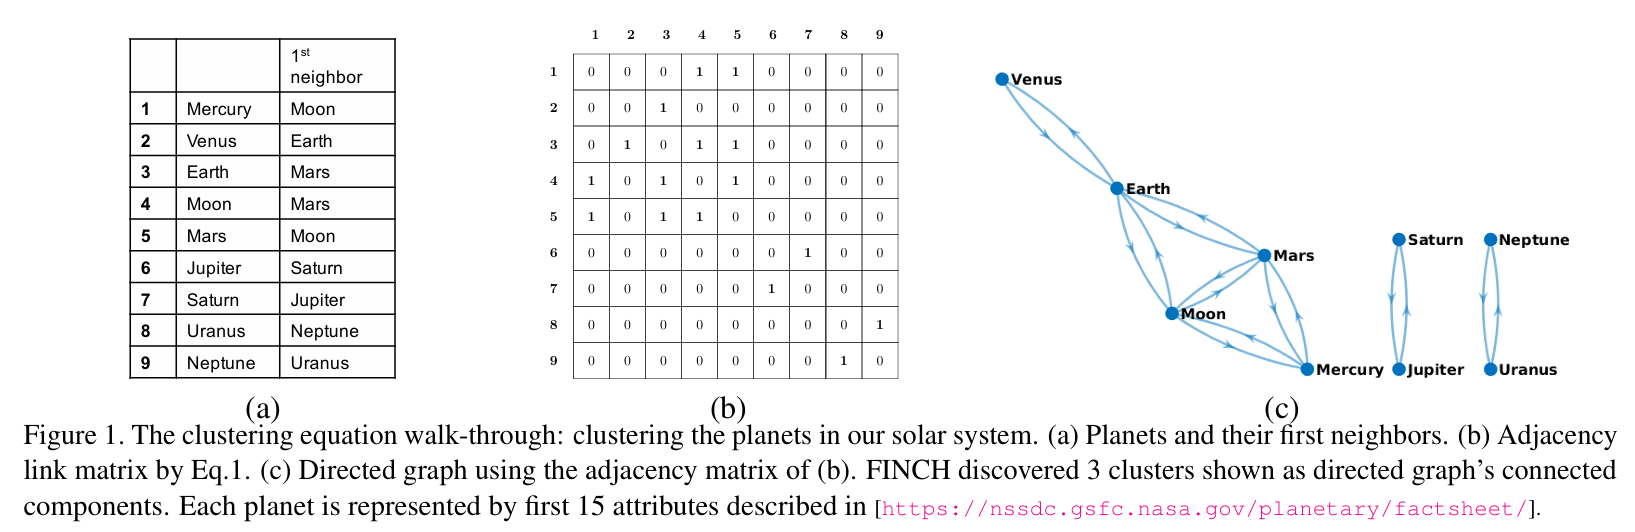 1st
neighbor
1 Mercury Moon
2 Venus Earth
3 Earth Mars
4 Moon Mars
5 Mars Moon
6 Jupiter Saturn
7 Saturn Jupiter
8 Uranus Neptune
9 Neptune Uranus
(a)
1 2 3 4 5 6 7 8 9
1 0 0 0 1 1 0 0 0 0
2 0 0 1 0 0 0 0 0 0
3 0 1 0 1 1 0 0 0 0
4 1 0 1 0 1 0 0 0 0
5 1 0 1 1 0 0 0 0 0
6 0 0 0 0 0 0 1 0 0
7 0 0 0 0 0 1 0 0 0
8 0 0 0 0 0 0 0 0 1
9 0 0 0 0 0 0 0 1 0
(b)
Venus
Earth
Saturn Neptune
Mars
Moon
Mercury Jupiter Uranus
(c)
Figure 1. The clustering equation walk-through: clustering the planets in our solar system. (a) Planets and their first neighbors. (b) Adjacency
link matrix by Eq.1. (c) Directed graph using the adjacency matrix of (b). FINCH discovered 3 clusters shown as directed graph's connected
components. Each planet is represented by first 15 attributes described in [https://nssdc.gsfc.nasa.gov/planetary/factsheet/].